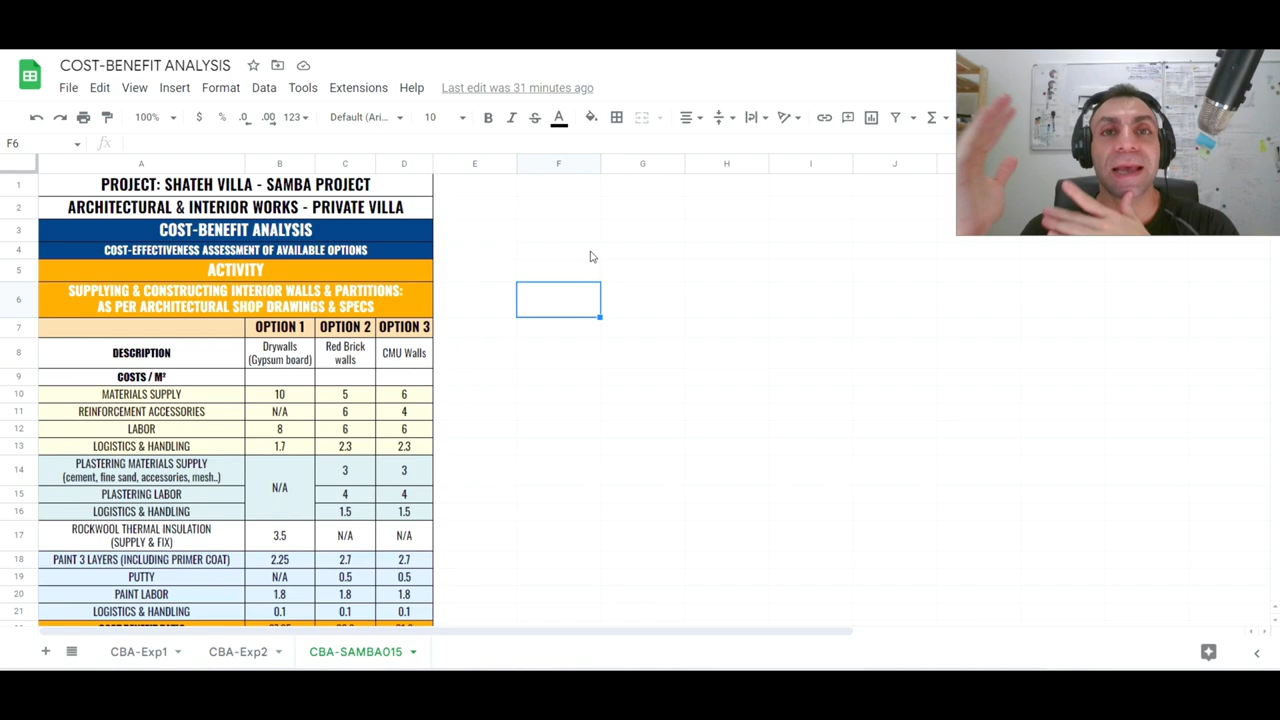 COST-BENEFIT ANALYSIS
File Edit View Insert Format Data Tools Extensions Help Last edit was 31 minutes ago
100% $ % .0 .00 123 Default (Ari... 10 B I S A Σ
F6 fx
A B C D E F G H I J
1 PROJECT: SHATEH VILLA - SAMBA PROJECT
2 ARCHITECTURAL & INTERIOR WORKS - PRIVATE VILLA
3 COST-BENEFIT ANALYSIS
4 COST-EFFECTIVENESS ASSESSMENT OF AVAILABLE OPTIONS
5 ACTIVITY
6 SUPPLYING & CONSTRUCTING INTERIOR WALLS & PARTITIONS:
AS PER ARCHITECTURAL SHOP DRAWINGS & SPECS
7 OPTION 1 OPTION 2 OPTION 3
8 DESCRIPTION Drywalls (Gypsum board) Red Brick walls CMU Walls
9 COSTS / M²
10 MATERIALS SUPPLY 10 5 6
11 REINFORCEMENT ACCESSORIES N/A 6 4
12 LABOR 8 6 6
13 LOGISTICS & HANDLING 1.7 2.3 2.3
14 PLASTERING MATERIALS SUPPLY
(cement, fine sand, accessories, mesh..) N/A 3 3
15 PLASTERING LABOR 4 4
16 LOGISTICS & HANDLING 1.5 1.5
17 ROCKWOOL THERMAL INSULATION
(SUPPLY & FIX) 3.5 N/A N/A
18 PAINT 3 LAYERS (INCLUDING PRIMER COAT) 2.25 2.7 2.7
19 PUTTY N/A 0.5 0.5
20 PAINT LABOR 1.8 1.8 1.8
21 LOGISTICS & HANDLING 0.1 0.1 0.1
CBA-Exp1 CBA-Exp2 CBA-SAMBA015